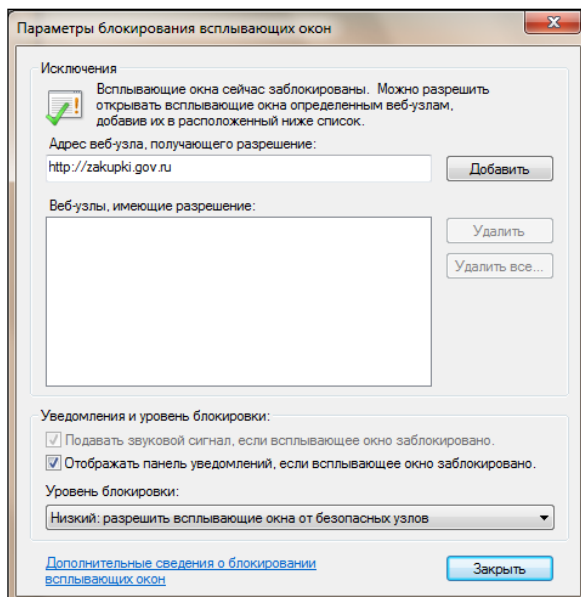 Параметры блокирования всплывающих окон
Исключения
Всплывающие окна сейчас заблокированы. Можно разрешить
открывать всплывающие окна определенным веб-узлам,
добавив их в расположенный ниже список.
Адрес веб-узла, получающего разрешение:
http://zakupki.gov.ru
Добавить
Веб-узлы, имеющие разрешение:
Удалить
Удалить все...
Уведомления и уровень блокировки:
Подавать звуковой сигнал, если всплывающее окно заблокировано.
Отображать панель уведомлений, если всплывающее окно заблокировано.
Уровень блокировки:
Низкий: разрешить всплывающие окна от безопасных узлов
Дополнительные сведения о блокировании
всплывающих окон
Закрыть